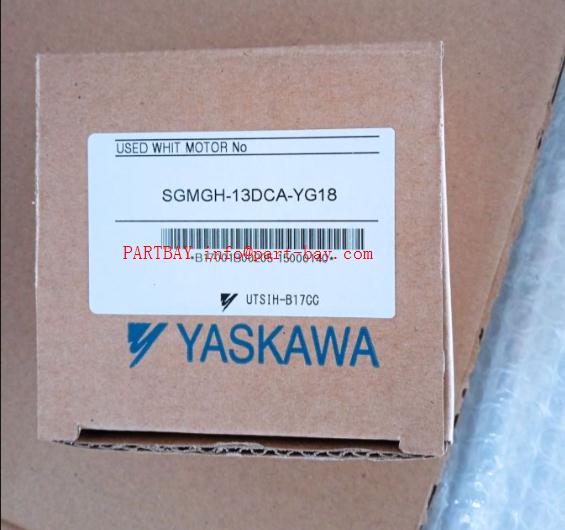 USED WHIT MOTOR No
SGMGH-13DCA-YG18
PARTBAY info@part-bay.com
UTSIH-B17CC
YASKAWA